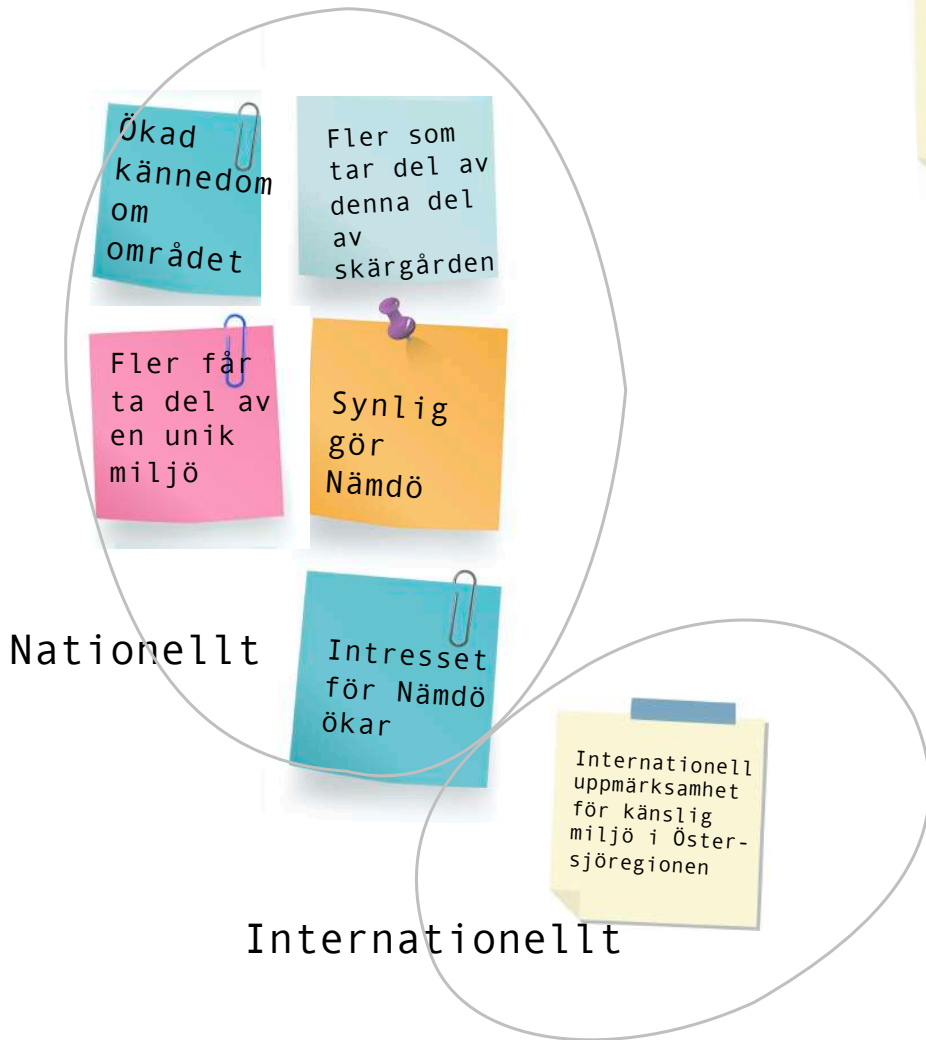 Ökad
kännedom
om
området
Fler som
tar del av
denna del
av
skärgården
Fler får
ta del av
en unik
miljö
Synlig
gör
Nämdö
Nationellt
Intresset
för Nämdö
ökar
Internationell
uppmärksamhet
för känslig
miljö i Öster-
sjöregionen
Internationellt